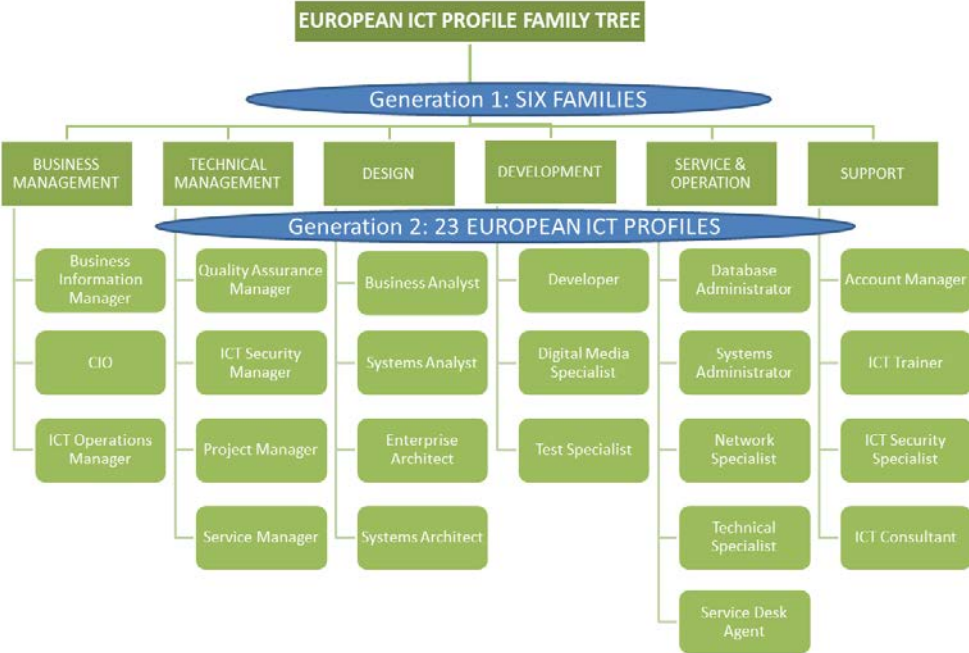 EUROPEAN ICT PROFILE FAMILY TREE
Generation 1: SIX FAMILIES
BUSINESS
MANAGEMENT
TECHNICAL
MANAGEMENT
DESIGN
DEVELOPMENT
SERVICE &
OPERATION
SUPPORT
Generation 2: 23 EUROPEAN ICT PROFILES
Business
Information
Manager
CIO
ICT Operations
Manager
Quality Assurance
Manager
ICT Security
Manager
Project Manager
Service Manager
Business Analyst
Systems Analyst
Enterprise
Architect
Systems Architect
Developer
Digital Media
Specialist
Test Specialist
Database
Administrator
Systems
Administrator
Network
Specialist
Technical
Specialist
Service Desk
Agent
Account Manager
ICT Trainer
ICT Security
Specialist
ICT Consultant